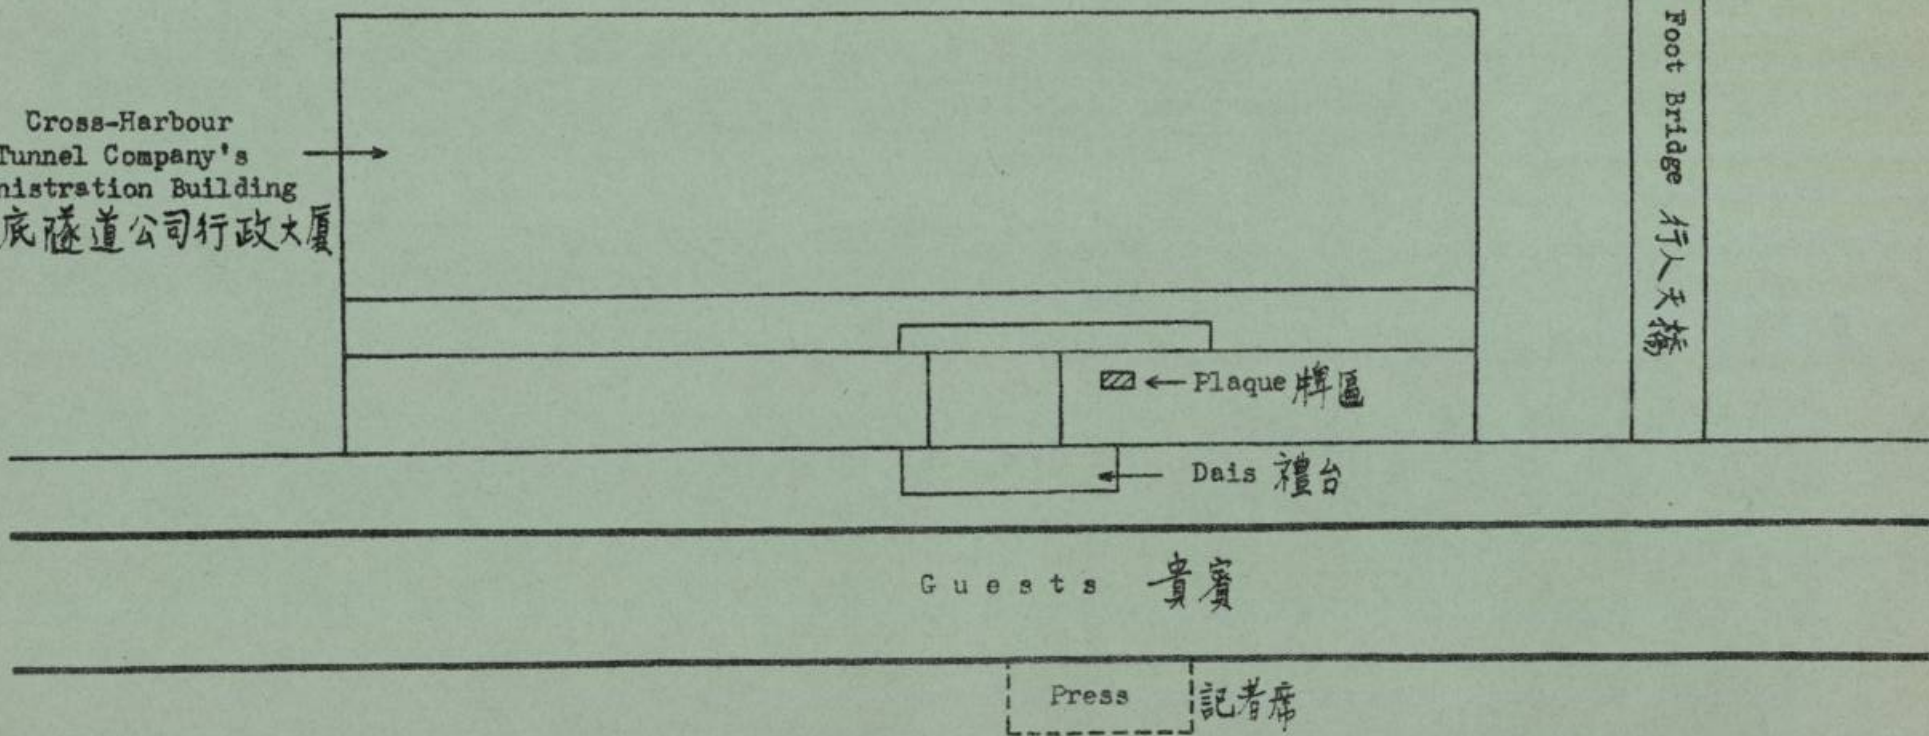 Cross-Harbour
Tunnel Company's
nistration Building
底隧道公司行政大廈
Foot Bridge 行人天橋
Plaque 牌匾
Dais 禮台
Guests 貴賓
Press 記者席